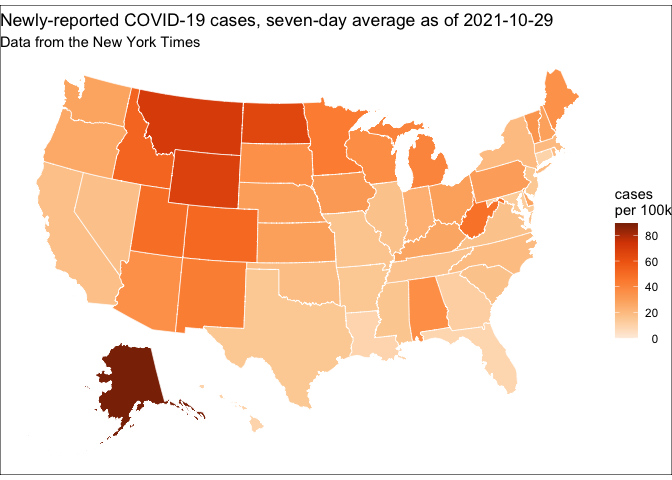 Newly-reported COVID-19 cases, seven-day average as of 2021-10-29
Data from the New York Times
cases
per 100k
80
60
40
20
0